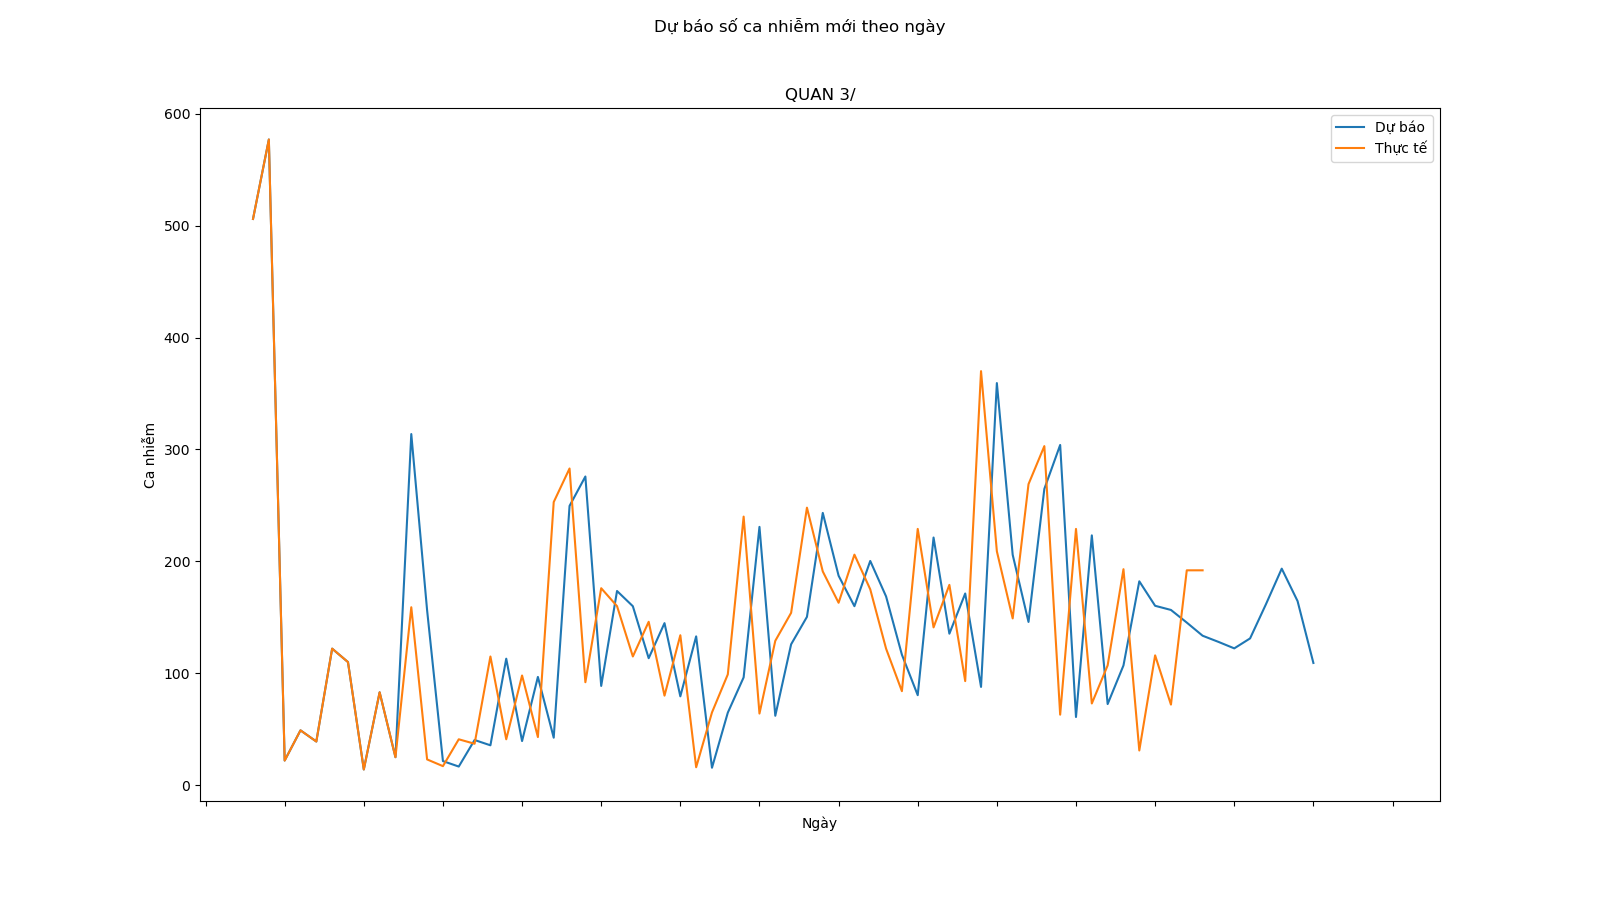 Dự báo số ca nhiễm mới theo ngày
QUAN 3/
600
500
400
300
200
100
0
Ca nhiễm
Dự báo
Thực tế
Ngày